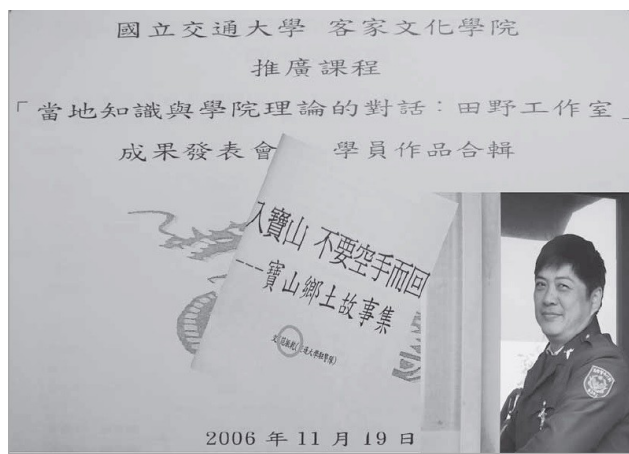 國立交通大學 客家文化學院
推廣課程
「當地知識與學院理論的對話:田野工作室」
成果發表會 學員作品合輯
入寶山 不要空手而回
---寶山鄉土故事集
2006 年 11 月 19 日